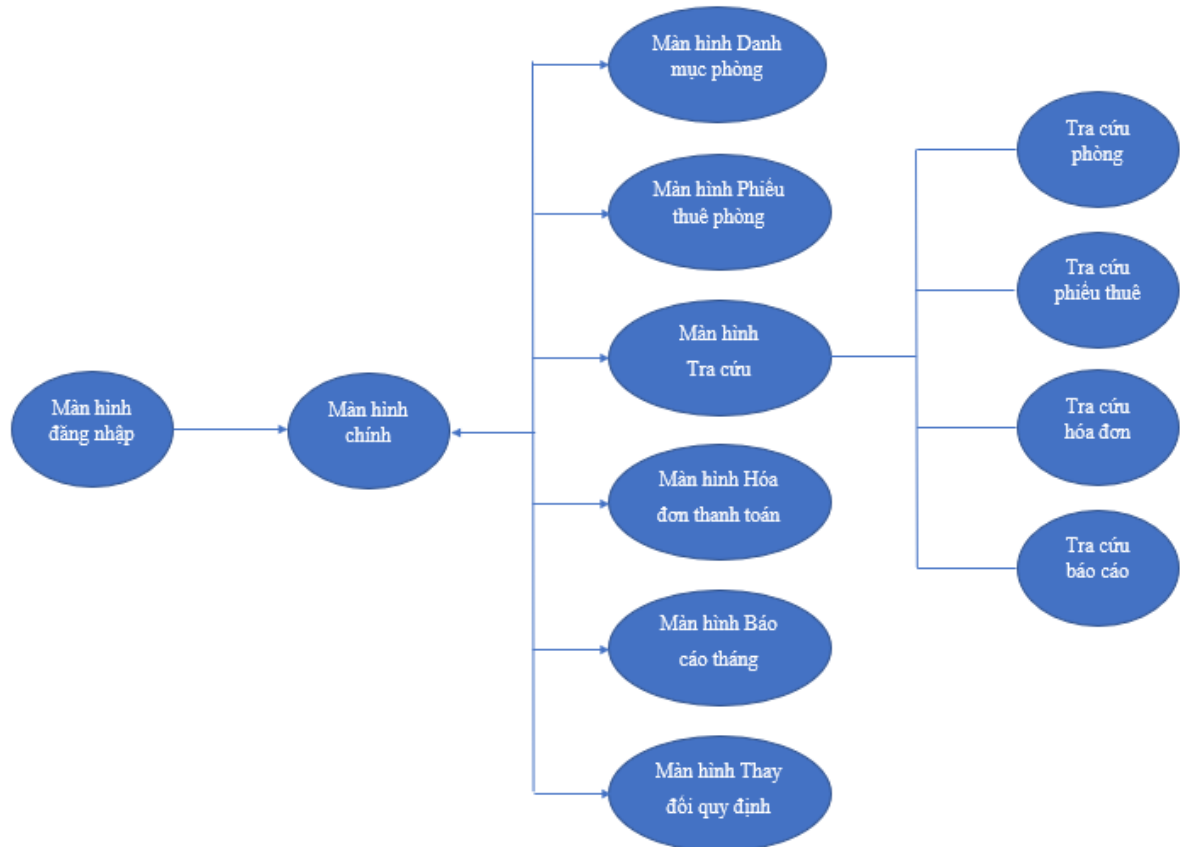 Màn hình
đăng nhập
Màn hình
chính
Màn hình Danh
mục phòng
Màn hình Phiếu
thuê phòng
Màn hình
Tra cứu
Màn hình Hóa
đơn thanh toán
Màn hình Báo
cáo tháng
Màn hình Thay
đổi quy định
Tra cứu
phòng
Tra cứu
phiếu thuê
Tra cứu
hóa đơn
Tra cứu
báo cáo